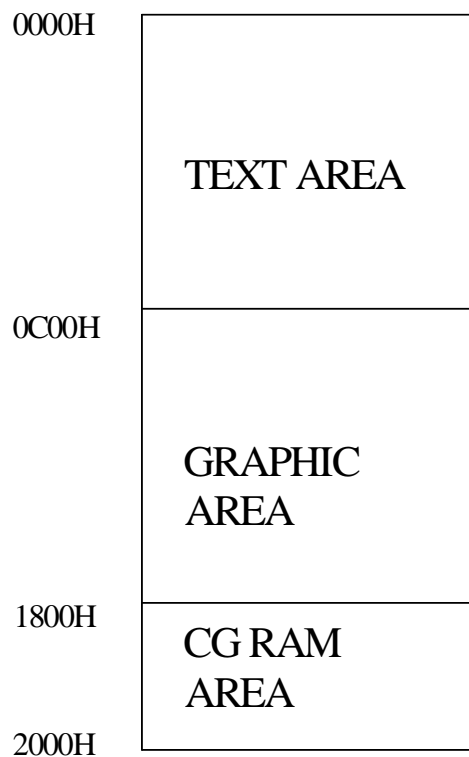 0000H
TEXT AREA
0C00H
GRAPHIC
AREA
1800H
CG RAM
AREA
2000H